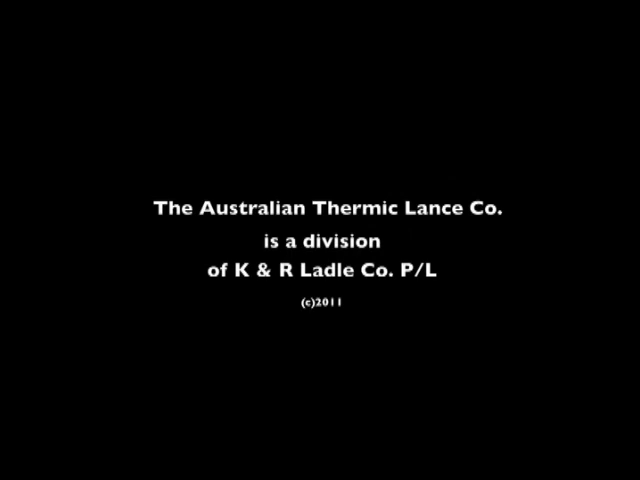 The Australian Thermic Lance Co.
is a division
of K & R Ladle Co. P/L
(c)2011